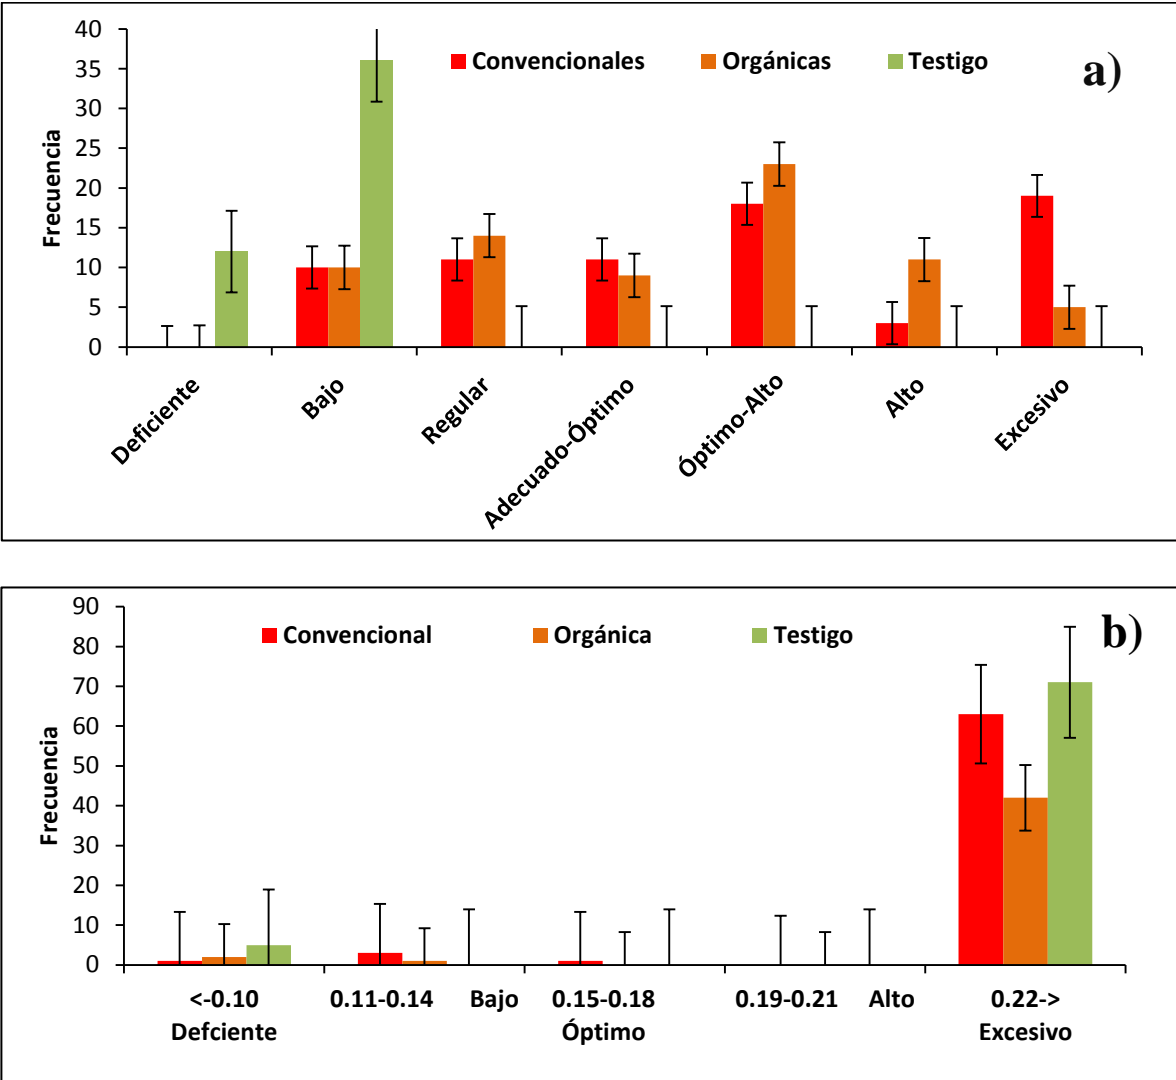 40
35
30
25
20
15
10
5
0
Frecuencia
Convencionales Orgánicas Testigo
a)
Deficiente Bajo Regular Adecuado-Óptimo Óptimo-Alto Alto Excesivo
90
80
70
60
50
40
30
20
10
0
Frecuencia
Convencional Orgánica Testigo
b)
<-0.10 0.11-0.14 Bajo 0.15-0.18 0.19-0.21 Alto 0.22->
Defciente Óptimo Excesivo